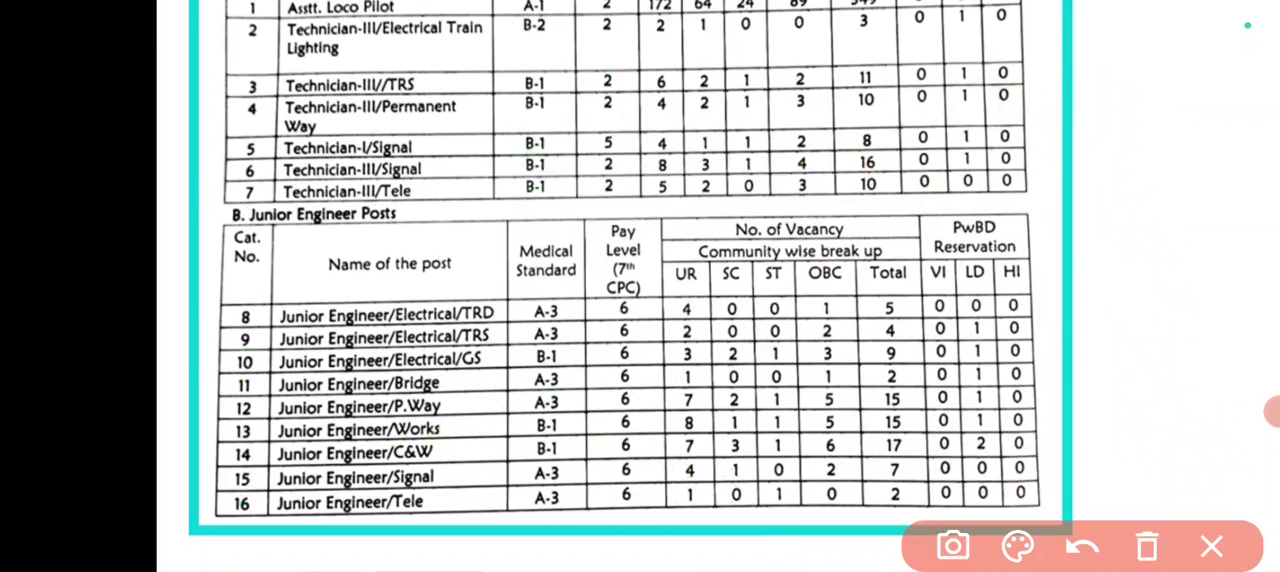 1 Asstt. Loco Pilot A-1 2 172 64 24 89 349
2 Technician-III/Electrical Train B-2 2 2 1 0 0 3 0 1 0
Lighting
3 Technician-III//TRS B-1 2 6 2 1 2 11 0 1 0
4 Technician-III/Permanent B-1 2 4 2 1 3 10 0 1 0
Way
5 Technician-I/Signal B-1 5 4 1 1 2 8 0 1 0
6 Technician-III/Signal B-1 2 8 3 1 4 16 0 1 0
7 Technician-III/Tele B-1 2 5 2 0 3 10 0 0 0
B. Junior Engineer Posts
Cat.
No.
Name of the post
Medical
Standard
Pay
Level
(7th
CPC)
No. of Vacancy
Community wise break up
UR SC ST OBC Total
PwBD
Reservation
VI LD HI
8 Junior Engineer/Electrical/TRD A-3 6 4 0 0 1 5 0 0 0
9 Junior Engineer/Electrical/TRS A-3 6 2 0 0 2 4 0 1 0
10 Junior Engineer/Electrical/GS B-1 6 3 2 1 3 9 0 1 0
11 Junior Engineer/Bridge A-3 6 1 0 0 1 2 0 1 0
12 Junior Engineer/P.Way A-3 6 7 2 1 5 15 0 1 0
13 Junior Engineer/Works B-1 6 8 1 1 5 15 0 1 0
14 Junior Engineer/C&W B-1 6 7 3 1 6 17 0 2 0
15 Junior Engineer/Signal A-3 6 4 1 0 2 7 0 0 0
16 Junior Engineer/Tele A-3 6 1 0 1 0 2 0 0 0